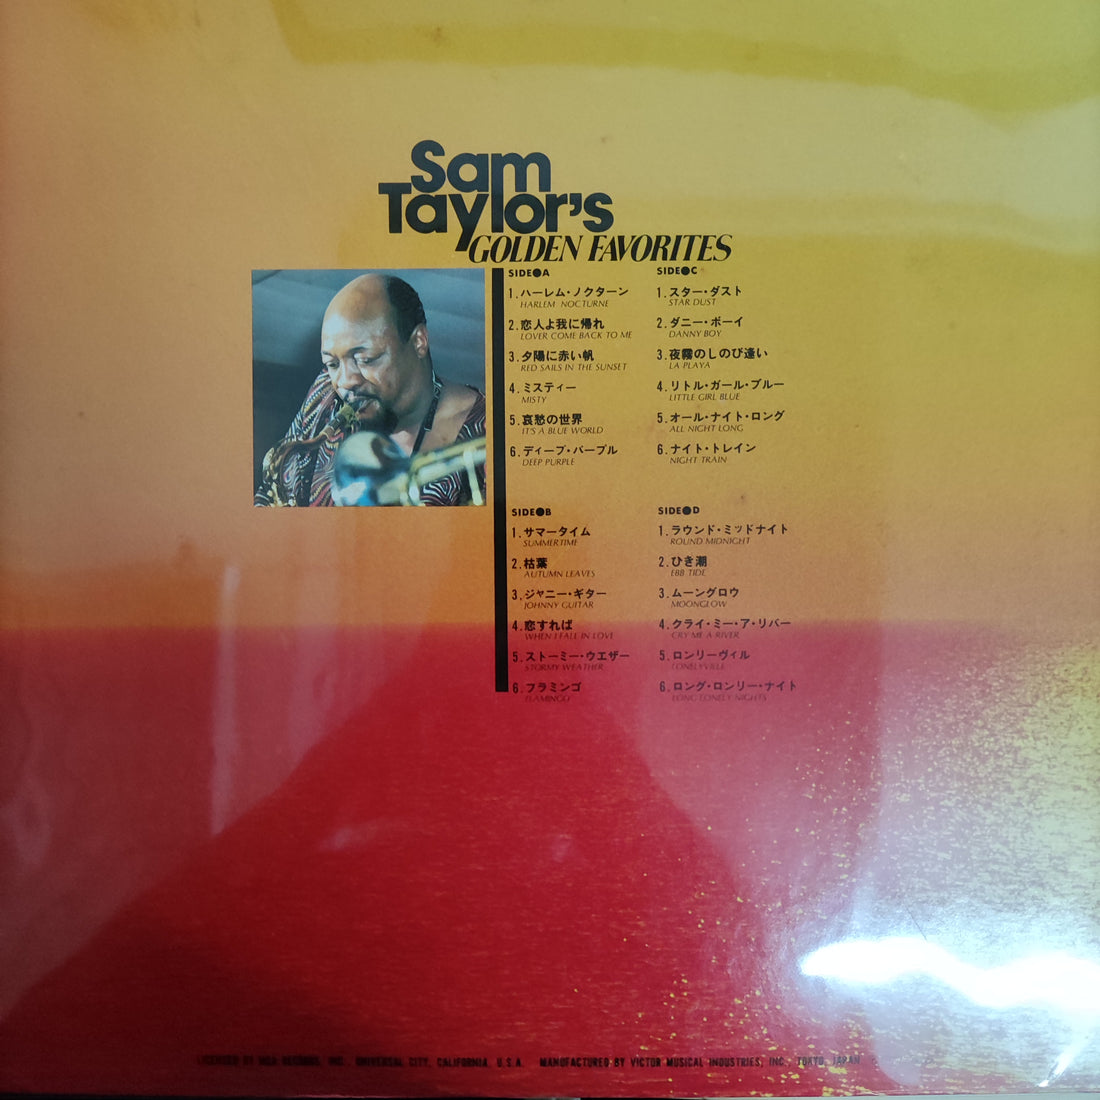 Sam
Taylor's
GOLDEN FAVORITES
SIDE●A
1.ハーレム・ノクターン
HARLEM NOCTURNE
2.恋人よ我に帰れ
LOVER COME BACK TO ME
3.夕陽に赤い帆
RED SAILS IN THE SUNSET
4.ミスティー
MISTY
5.哀愁の世界
IT'S A BLUE WORLD
6.ディープ・パープル
DEEP PURPLE
SIDE●B
1.サマータイム
SUMMERTIME
2.枯葉
AUTUMN LEAVES
3.ジャニー・ギター
JOHNNY GUITAR
4.恋すれば
WHEN I FALL IN LOVE
5.ストーミー・ウエザー
STORMY WEATHER
6.フラミンゴ
FLAMINGO
SIDE●C
1.スター・ダスト
STAR DUST
2.ダニー・ボーイ
DANNY BOY
3.夜霧のしのび逢い
LA PLAYA
4.リトル・ガール・ブルー
LITTLE GIRL BLUE
5.オール・ナイト・ロング
ALL NIGHT LONG
6.ナイト・トレイン
NIGHT TRAIN
SIDE●D
1.ラウンド・ミッドナイト
ROUND MIDNIGHT
2.ひき潮
EBB TIDE
3.ムーングロウ
MOONGLOW
4.クライ・ミー・ア・リバー
CRY ME A RIVER
5.ロンリーヴィル
LONELYVILLE
6.ロング・ロンリー・ナイト
LONG LONELY NIGHTS
LICENSED BY MCA RECORDS, INC., UNIVERSAL CITY, CALIFORNIA, U.S.A. MANUFACTURED BY VICTOR MUSICAL INDUSTRIES, INC., TOKYO, JAPAN